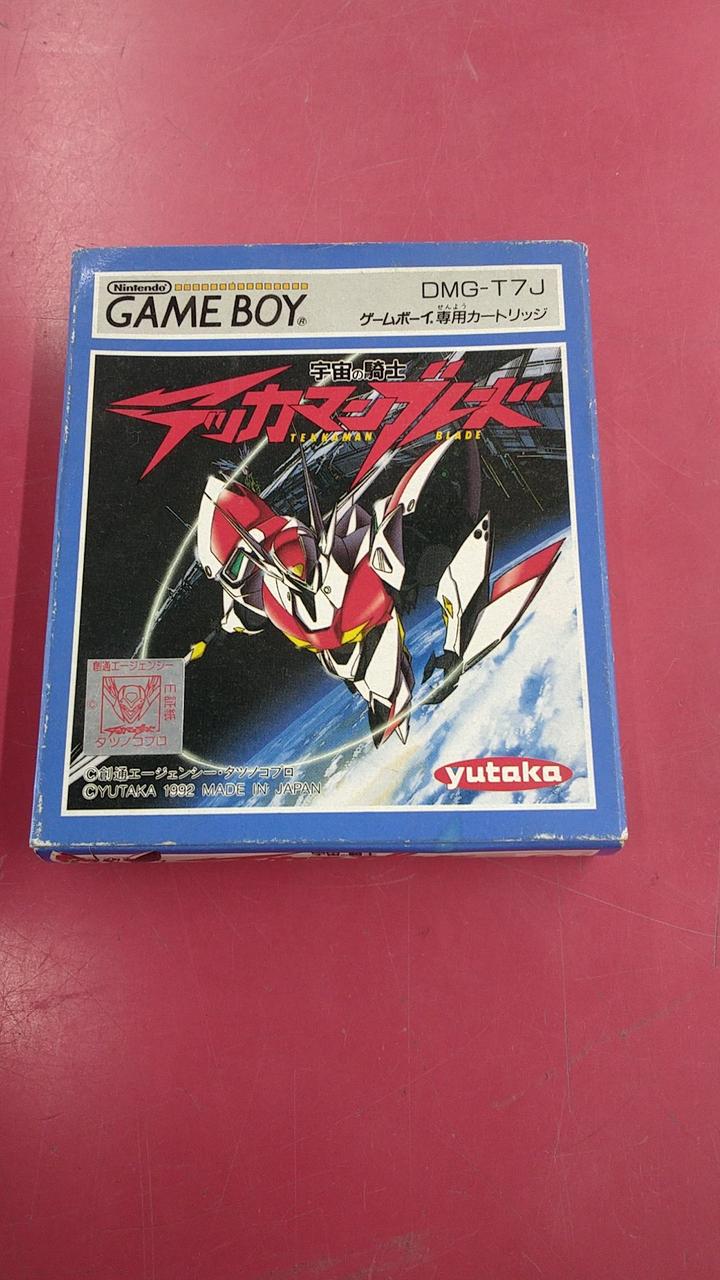 Nintendo®
GAME BOY®
DMG-T7J
せんよう
ゲームボーイ®専用カートリッジ
宇宙の騎士
テッカマンブレード
TEKKAMAN BLADE
創通エージェンシー
©
正証紙
タツノコプロ
©創通エージェンシー・タツノコプロ
©YUTAKA 1992 MADE IN JAPAN
yutaka